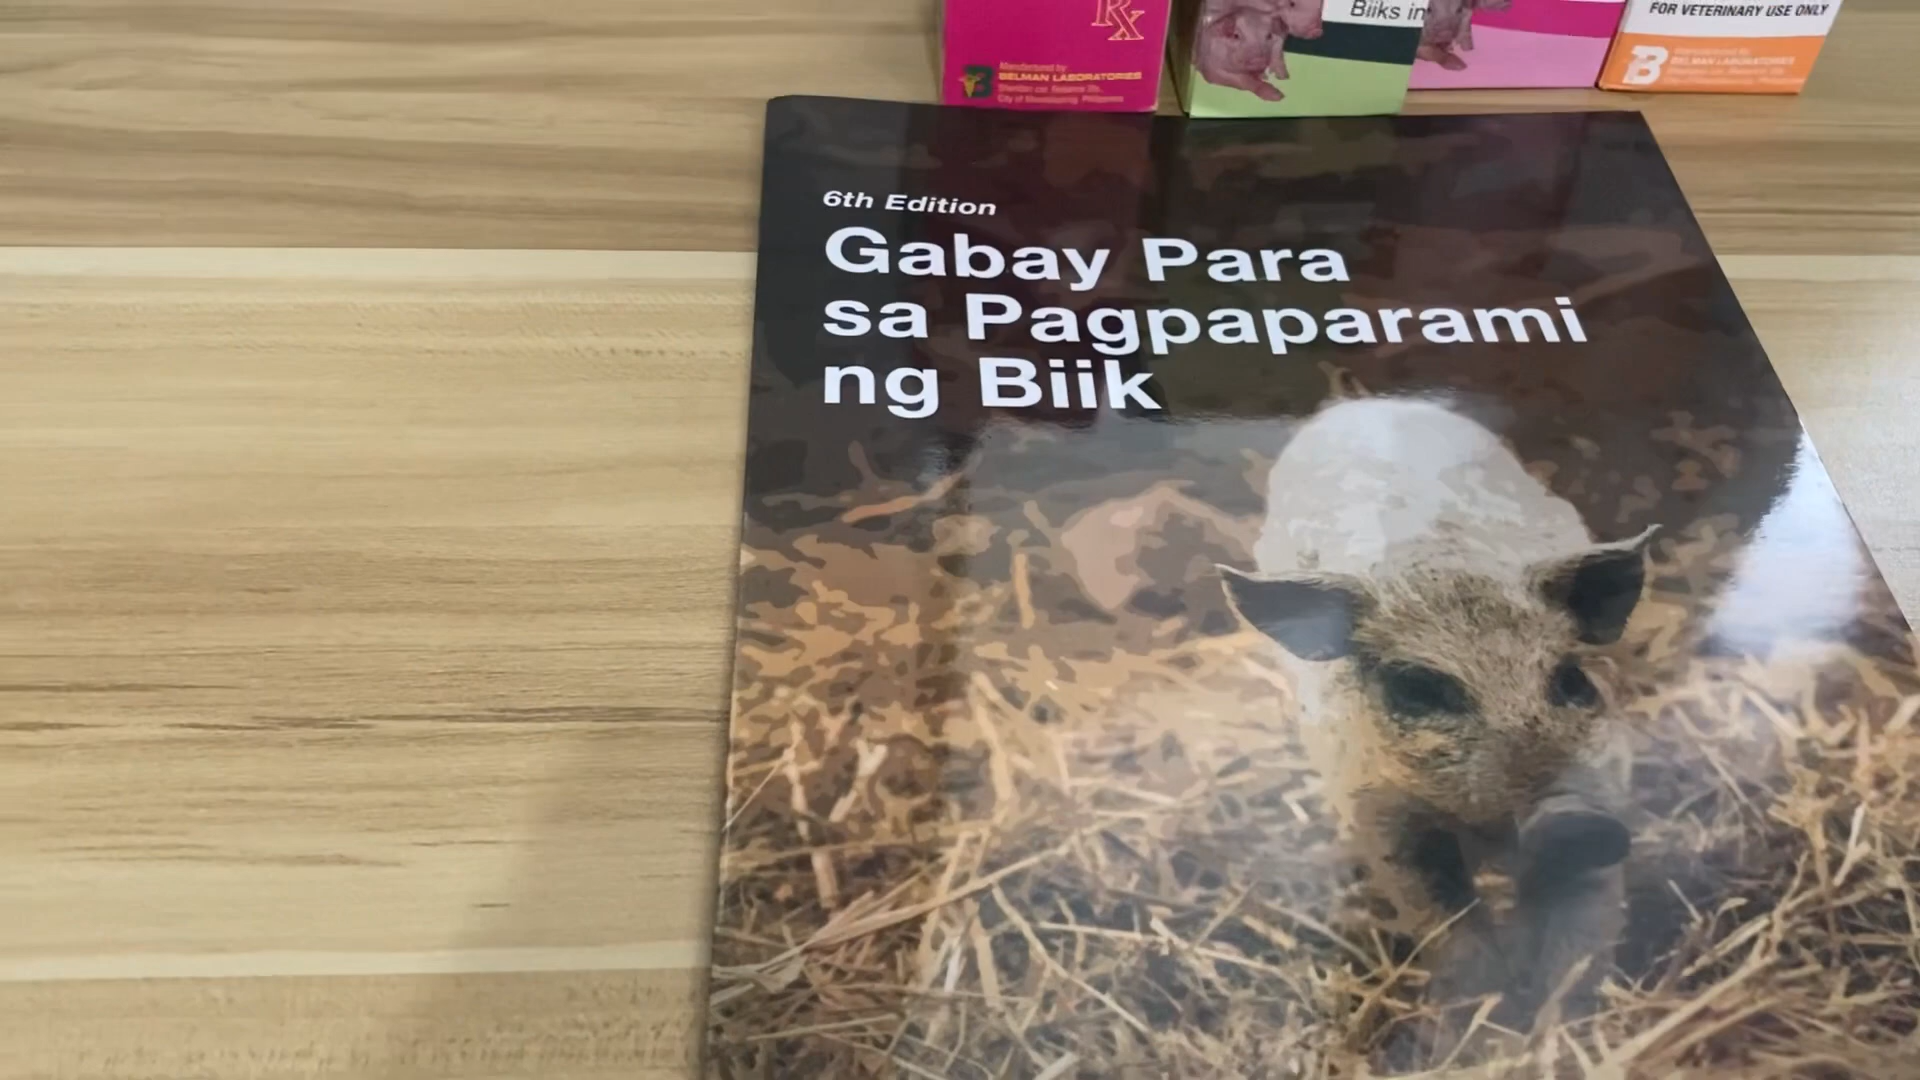 Rx
Manufactured by
BELMAN LABORATORIES
Biiks in
FOR VETERINARY USE ONLY
Manufactured By
BELMAN LABORATORIES
6th Edition
Gabay Para
sa Pagpaparami
ng Biik